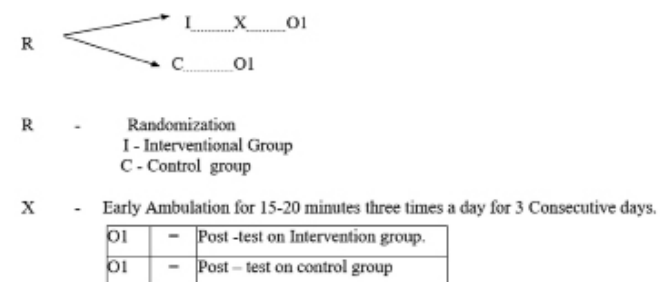 I......X......O1
R
C......O1
R - Randomization
I - Interventional Group
C - Control group
X - Early Ambulation for 15-20 minutes three times a day for 3 Consecutive days.
O1 = Post -test on Intervention group.
O1 = Post – test on control group